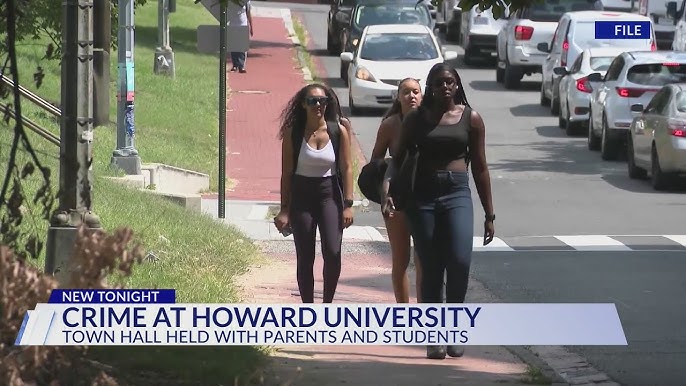 FILE
NEW TONIGHT
CRIME AT HOWARD UNIVERSITY
TOWN HALL HELD WITH PARENTS AND STUDENTS